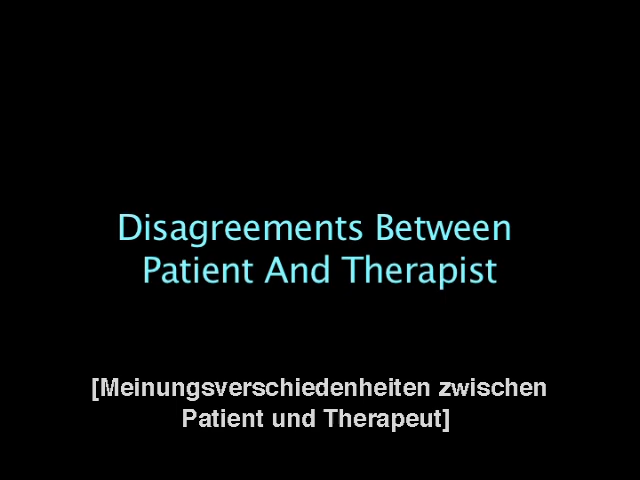 Disagreements Between
Patient And Therapist
[Meinungsverschiedenheiten zwischen
Patient und Therapeut]